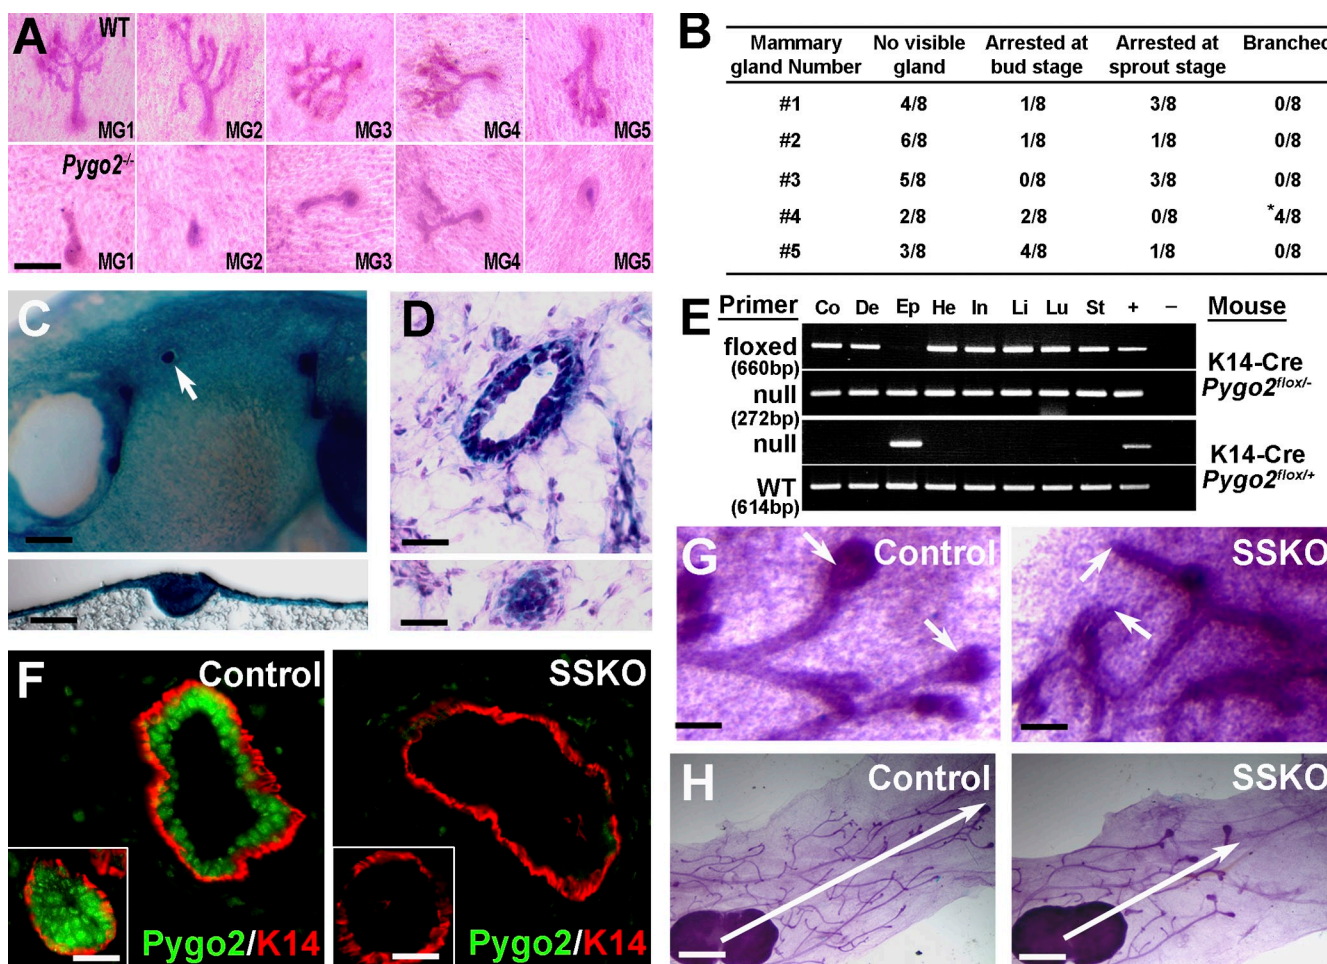 A
WT
MG1 MG2 MG3 MG4 MG5
Pygo2-/-
MG1 MG2 MG3 MG4 MG5
B
Mammary gland Number No visible gland Arrested at bud stage Arrested at sprout stage Branched
#1 4/8 1/8 3/8 0/8
#2 6/8 1/8 1/8 0/8
#3 5/8 0/8 3/8 0/8
#4 2/8 2/8 0/8 *4/8
#5 3/8 4/8 1/8 0/8
C
D
E
Primer Co De Ep He In Li Lu St + – Mouse
floxed
(660bp)
null
(272bp)
K14-Cre
Pygo2flox/-
null
WT
(614bp)
K14-Cre
Pygo2flox/+
F
Control
Pygo2/K14
SSKO
Pygo2/K14
G
Control
SSKO
H
Control
SSKO